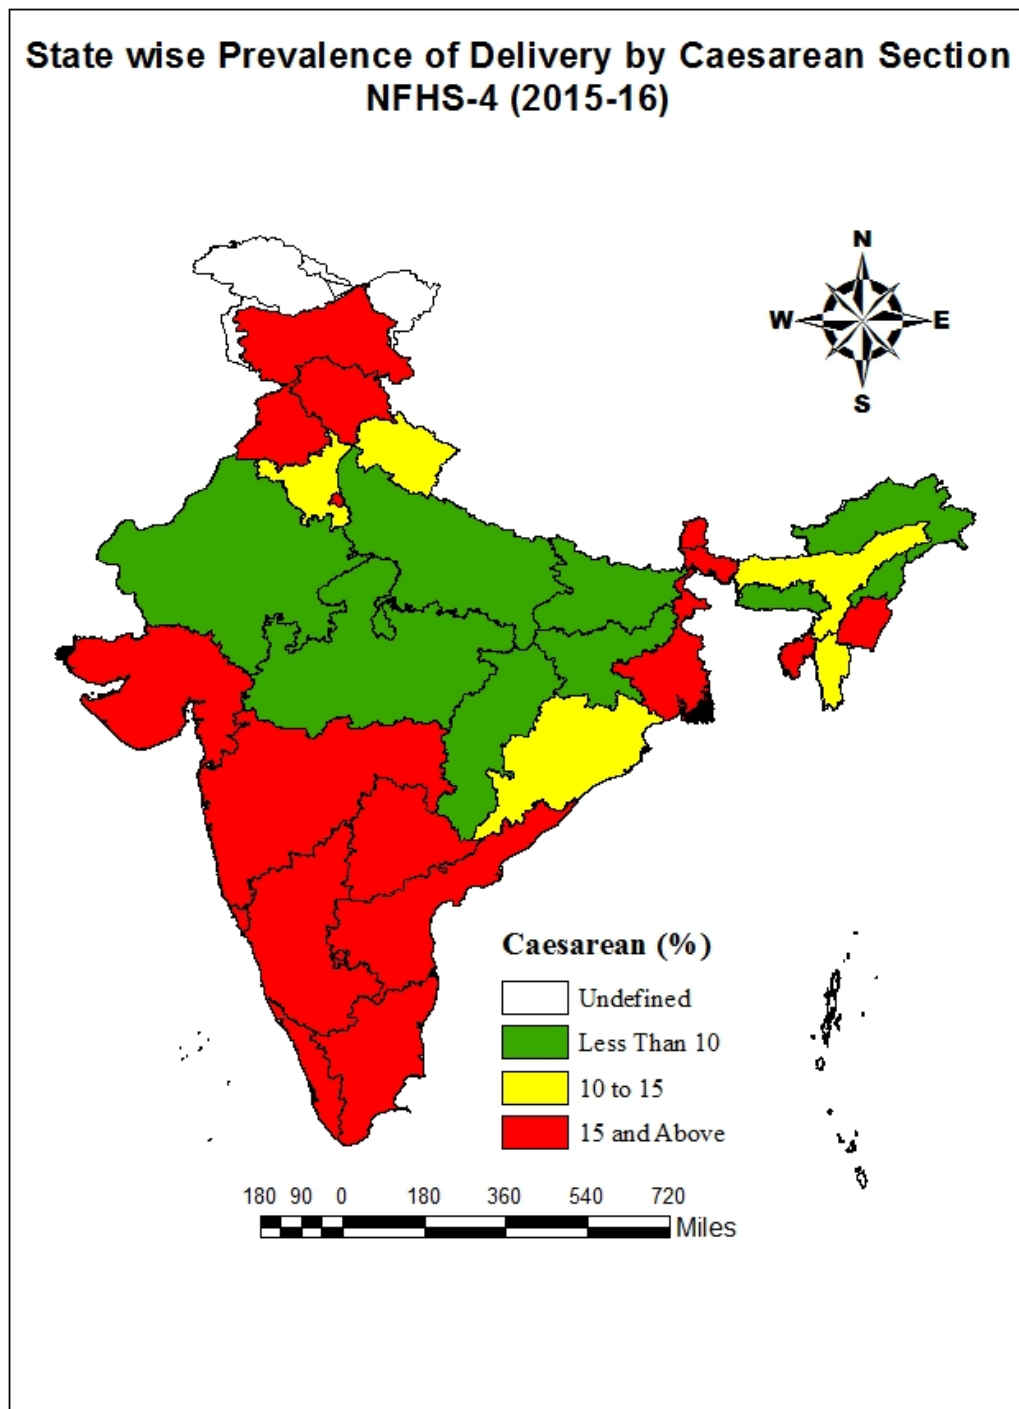 State wise Prevalence of Delivery by Caesarean Section
NFHS-4 (2015-16)
N
W E
S
Caesarean (%)
Undefined
Less Than 10
10 to 15
15 and Above
180 90 0 180 360 540 720
Miles